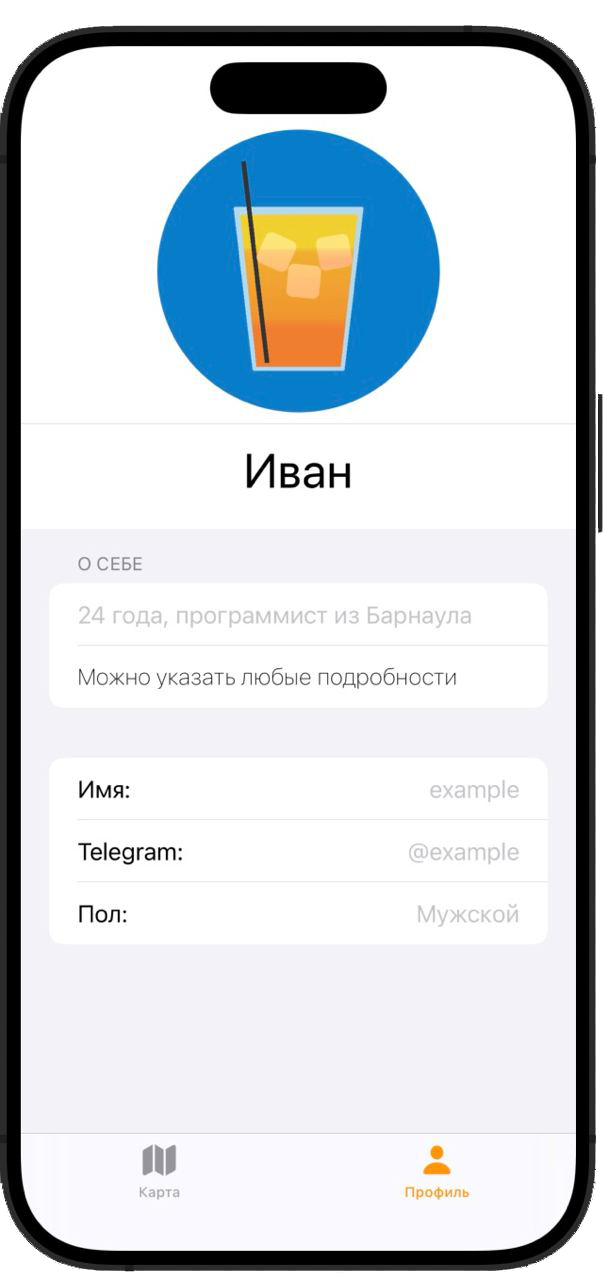 Иван
О СЕБЕ
24 года, программист из Барнаула
Можно указать любые подробности
Имя: example
Telegram: @example
Пол: Мужской
Карта Профиль